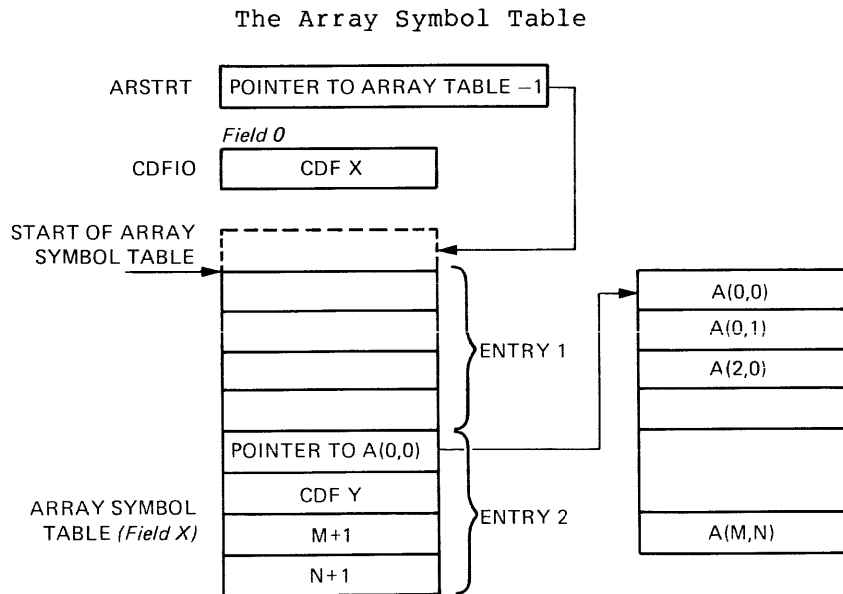 The Array Symbol Table
ARSTRT
POINTER TO ARRAY TABLE −1
Field 0
CDFIO
CDF X
START OF ARRAY
SYMBOL TABLE
A(0,0)
A(0,1)
ENTRY 1
A(2,0)
POINTER TO A(0,0)
CDF Y
ARRAY SYMBOL
TABLE (Field X)
ENTRY 2
M+1
A(M,N)
N+1